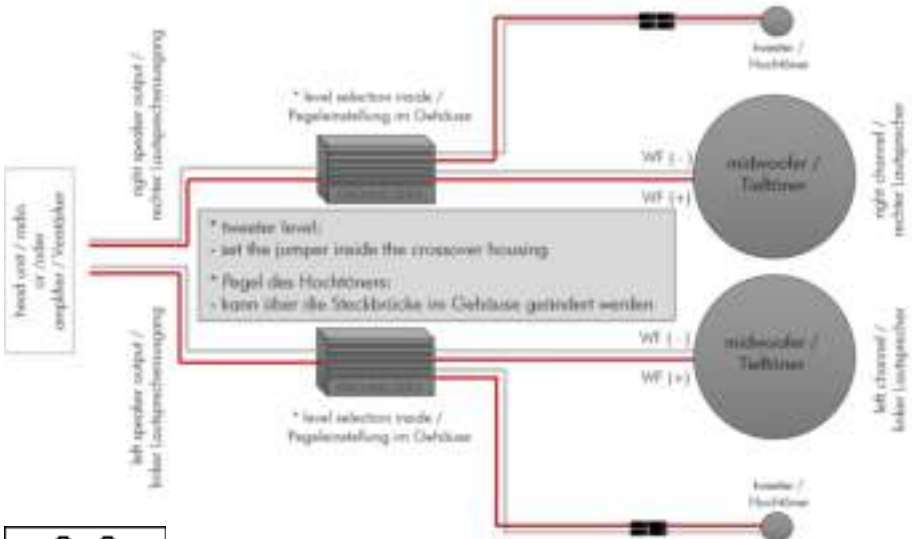 tweeter /
Hochtöner
right speaker output /
rechter Lautsprecherausgang
* level selection inside /
Pegeleinstellung im Gehäuse
WF (-)
WF (+)
midwoofer /
Tieftöner
right channel /
rechter Lautsprecher
head unit / radio
or /oder
amplifier / Verstärker
* tweeter level:
- set the jumper inside the crossover housing
* Pegel des Hochtöners:
- kann über die Steckbrücke im Gehäuse geändert werden
left speaker output /
linker Lautsprecherausgang
* level selection inside /
Pegeleinstellung im Gehäuse
WF (-)
WF (+)
midwoofer /
Tieftöner
left channel /
linker Lautsprecher
tweeter /
Hochtöner